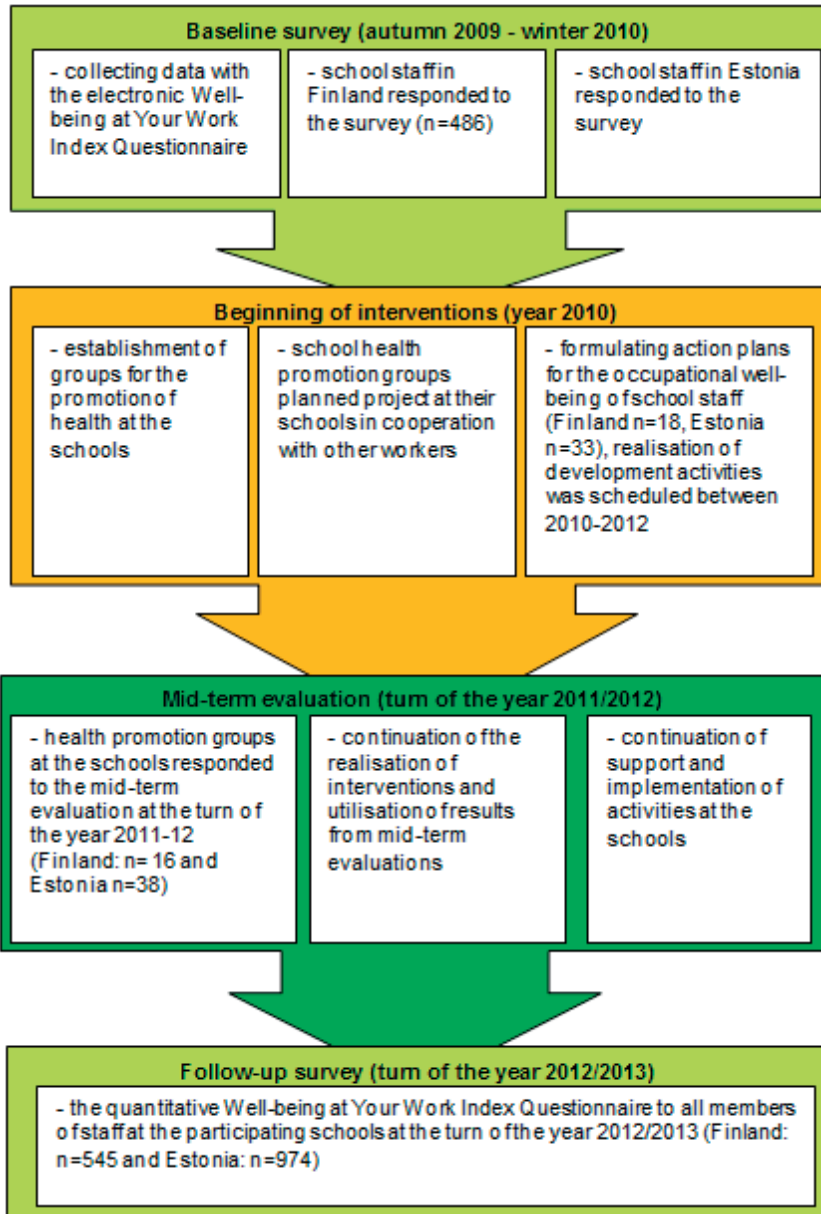 Baseline survey (autumn 2009 - winter 2010)
- collecting data with
the electronic Well-
being at Your Work
Index Questionnaire
- school staff in
Finland responded to
the survey (n=486)
- school staff in Estonia
responded to the
survey
Beginning of interventions (year 2010)
- establishment of
groups for the
promotion of
health at the
schools
- school health
promotion groups
planned project at their
schools in cooperation
with other workers
- formulating action plans
for the occupational well-
being of school staff
(Finland n=18, Estonia
n=33), realisation of
development activities
was scheduled between
2010-2012
Mid-term evaluation (turn of the year 2011/2012)
- health promotion groups
at the schools responded
to the mid-term
evaluation at the turn of
the year 2011-12
(Finland: n= 16 and
Estonia n=38)
- continuation of the
realisation of
interventions and
utilisation of results
from mid-term
evaluations
- continuation of
support and
implementation of
activities at the
schools
Follow-up survey (turn of the year 2012/2013)
- the quantitative Well-being at Your Work Index Questionnaire to all members
of staff at the participating schools at the turn of the year 2012/2013 (Finland:
n=545 and Estonia: n=974)